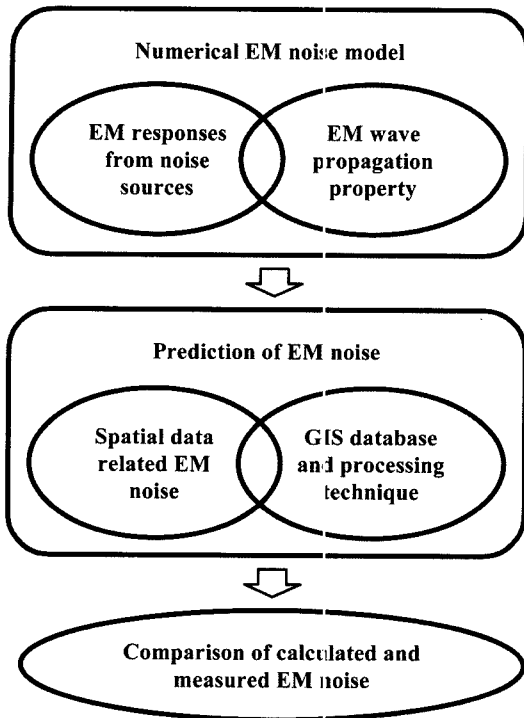 Numerical EM noise model
EM responses
from noise
sources
EM wave
propagation
property
Prediction of EM noise
Spatial data
related EM
noise
GIS database
and processing
technique
Comparison of calculated and
measured EM noise